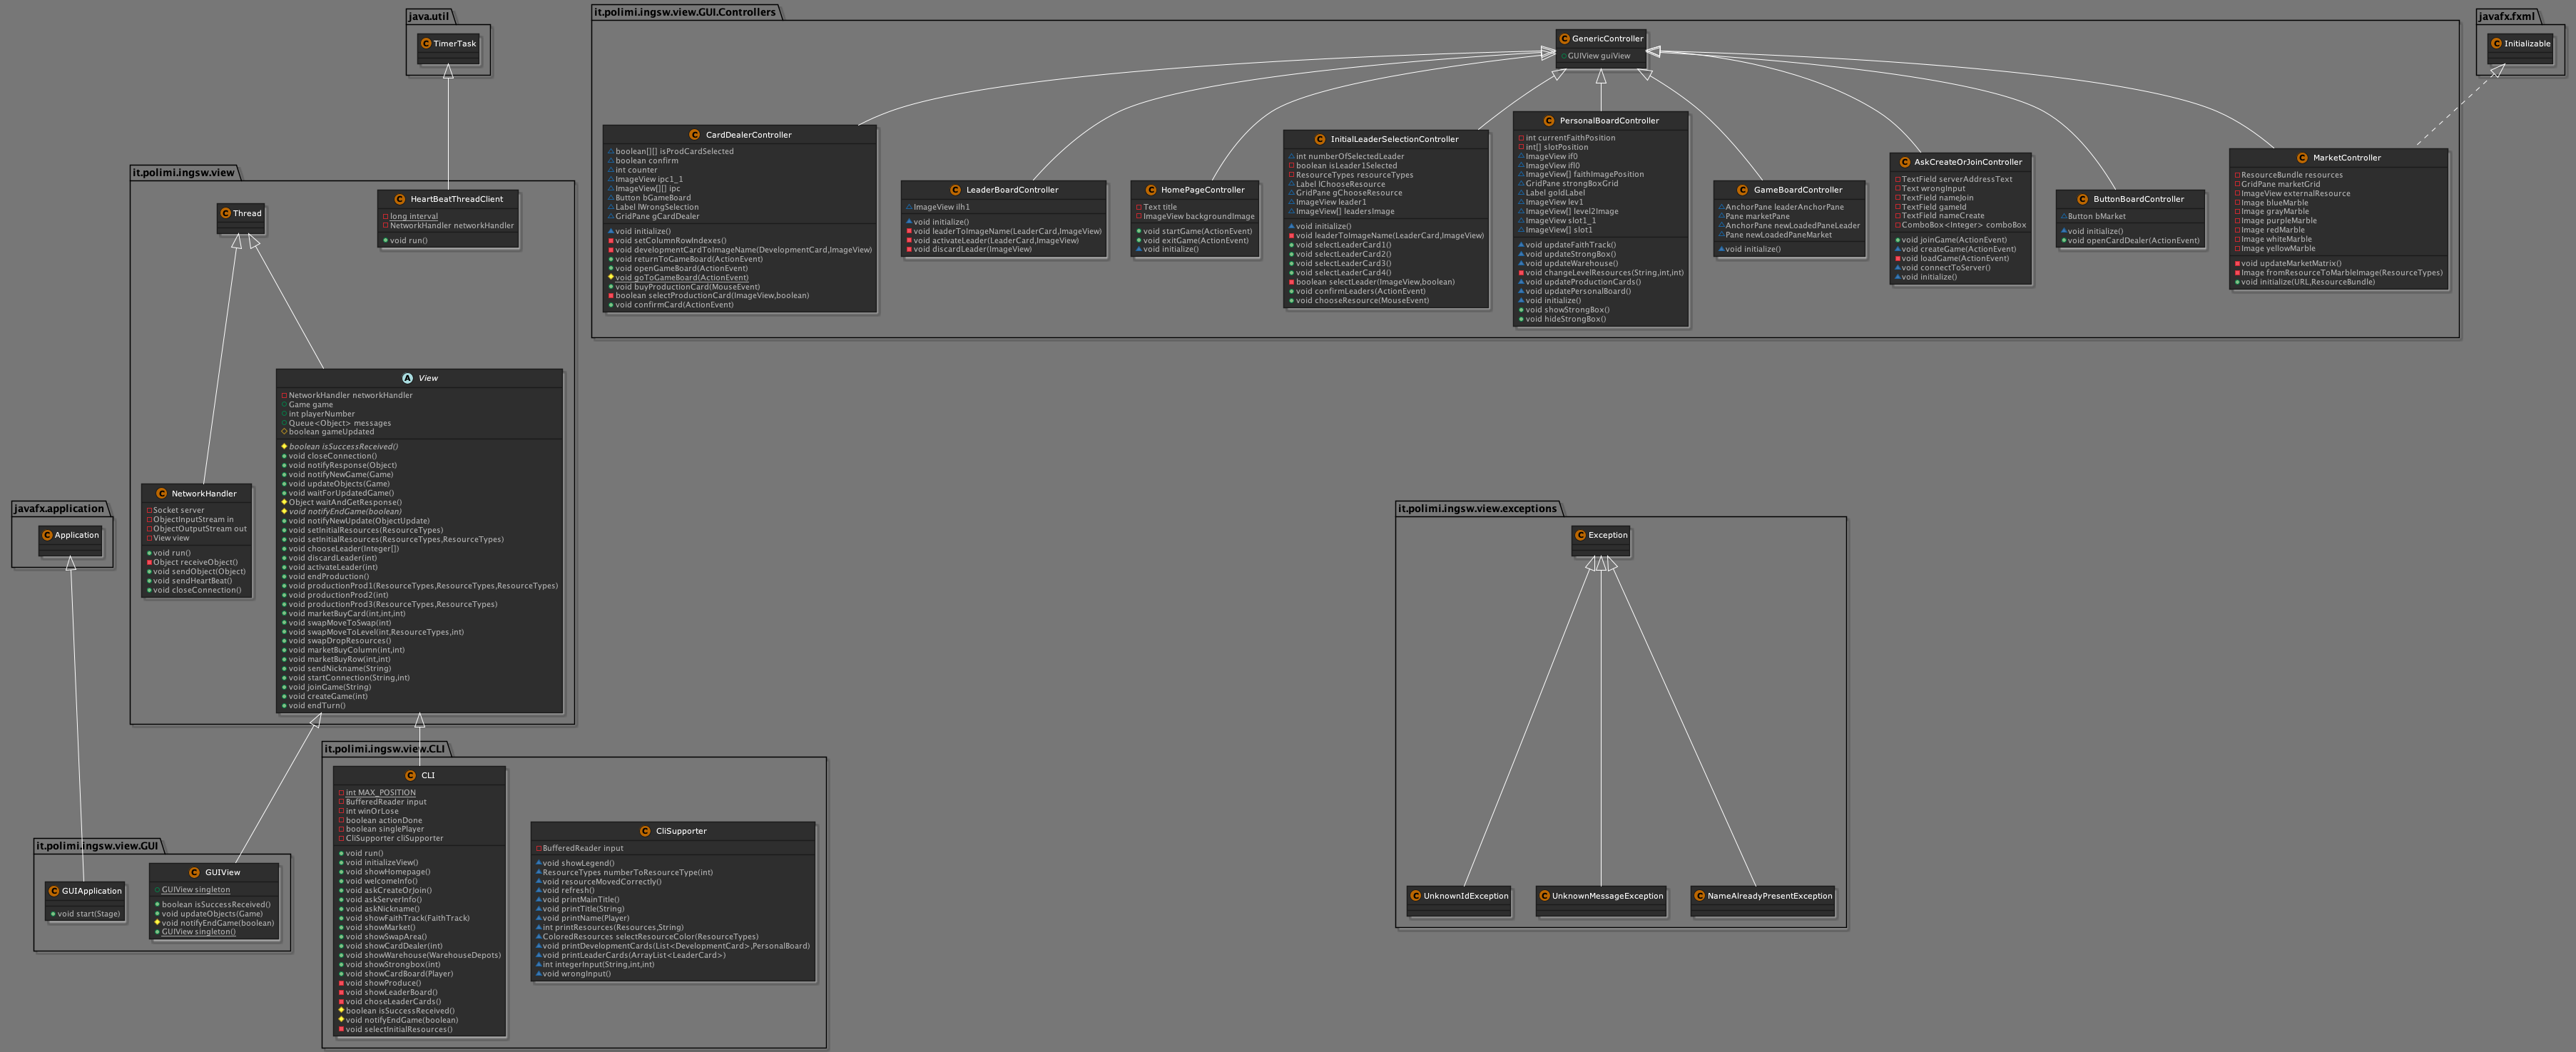 java.util
TimerTask
it.polimi.ingsw.view.GUI.Controllers
GenericController
GUIView guiView
CardDealerController
boolean[][] isProdCardSelected
boolean confirm
int counter
ImageView ipc1_1
ImageView[][] ipc
Button bGameBoard
Label lWrongSelection
GridPane gCardDealer
void initialize()
void setColumnRowIndexes()
void developmentCardToImageName(DevelopmentCard,ImageView)
void returnToGameBoard(ActionEvent)
void openGameBoard(ActionEvent)
void goToGameBoard(ActionEvent)
void buyProductionCard(MouseEvent)
boolean selectProductionCard(ImageView,boolean)
void confirmCard(ActionEvent)
LeaderBoardController
ImageView ilh1
void initialize()
void leaderToImageName(LeaderCard,ImageView)
void activateLeader(LeaderCard,ImageView)
void discardLeader(ImageView)
HomePageController
Text title
ImageView backgroundImage
void startGame(ActionEvent)
void exitGame(ActionEvent)
void initialize()
InitialLeaderSelectionController
int numberOfSelectedLeader
boolean isLeader1Selected
ResourceTypes resourceTypes
Label lChooseResource
GridPane gChooseResource
ImageView leader1
ImageView[] leadersImage
void initialize()
void leaderToImageName(LeaderCard,ImageView)
void selectLeaderCard1()
void selectLeaderCard2()
void selectLeaderCard3()
void selectLeaderCard4()
boolean selectLeader(ImageView,boolean)
void confirmLeaders(ActionEvent)
void chooseResource(MouseEvent)
PersonalBoardController
int currentFaithPosition
int[] slotPosition
ImageView if0
ImageView ifl0
ImageView[] faithImagePosition
GridPane strongBoxGrid
Label goldLabel
ImageView lev1
ImageView[] level2Image
ImageView slot1_1
ImageView[] slot1
void updateFaithTrack()
void updateStrongBox()
void updateWarehouse()
void changeLevelResources(String,int,int)
void updateProductionCards()
void updatePersonalBoard()
void initialize()
void showStrongBox()
void hideStrongBox()
GameBoardController
AnchorPane leaderAnchorPane
Pane marketPane
AnchorPane newLoadedPaneLeader
Pane newLoadedPaneMarket
void initialize()
AskCreateOrJoinController
TextField serverAddressText
Text wrongInput
TextField nameJoin
TextField gameId
TextField nameCreate
ComboBox<Integer> comboBox
void joinGame(ActionEvent)
void createGame(ActionEvent)
void loadGame(ActionEvent)
void connectToServer()
void initialize()
ButtonBoardController
Button bMarket
void initialize()
void openCardDealer(ActionEvent)
MarketController
ResourceBundle resources
GridPane marketGrid
ImageView externalResource
Image blueMarble
Image grayMarble
Image purpleMarble
Image redMarble
Image whiteMarble
Image yellowMarble
void updateMarketMatrix()
Image fromResourceToMarbleImage(ResourceTypes)
void initialize(URL,ResourceBundle)
javafx.fxml
Initializable
it.polimi.ingsw.view
Thread
HeartBeatThreadClient
long interval
NetworkHandler networkHandler
void run()
View
NetworkHandler networkHandler
Game game
int playerNumber
Queue<Object> messages
boolean gameUpdated
boolean isSuccessReceived()
void closeConnection()
void notifyResponse(Object)
void notifyNewGame(Game)
void updateObjects(Game)
void waitForUpdatedGame()
Object waitAndGetResponse()
void notifyEndGame(boolean)
void notifyNewUpdate(ObjectUpdate)
void setInitialResources(ResourceTypes)
void setInitialResources(ResourceTypes,ResourceTypes)
void chooseLeader(Integer[])
void discardLeader(int)
void activateLeader(int)
void endProduction()
void productionProd1(ResourceTypes,ResourceTypes,ResourceTypes)
void productionProd2(int)
void productionProd3(ResourceTypes,ResourceTypes)
void marketBuyCard(int,int,int)
void swapMoveToSwap(int)
void swapMoveToLevel(int,ResourceTypes,int)
void swapDropResources()
void marketBuyColumn(int,int)
void marketBuyRow(int,int)
void sendNickname(String)
void startConnection(String,int)
void joinGame(String)
void createGame(int)
void endTurn()
NetworkHandler
Socket server
ObjectInputStream in
ObjectOutputStream out
View view
void run()
Object receiveObject()
void sendObject(Object)
void sendHeartBeat()
void closeConnection()
javafx.application
Application
it.polimi.ingsw.view.exceptions
Exception
UnknownIdException
UnknownMessageException
NameAlreadyPresentException
it.polimi.ingsw.view.CLI
CLI
int MAX_POSITION
BufferedReader input
int winOrLose
boolean actionDone
boolean singlePlayer
CliSupporter cliSupporter
void run()
void initializeView()
void showHomepage()
void welcomeInfo()
void askCreateOrJoin()
void askServerInfo()
void askNickname()
void showFaithTrack(FaithTrack)
void showMarket()
void showSwapArea()
void showCardDealer(int)
void showWarehouse(WarehouseDepots)
void showStrongbox(int)
void showCardBoard(Player)
void showProduce()
void showLeaderBoard()
void choseLeaderCards()
boolean isSuccessReceived()
void notifyEndGame(boolean)
void selectInitialResources()
CliSupporter
BufferedReader input
void showLegend()
ResourceTypes numberToResourceType(int)
void resourceMovedCorrectly()
void refresh()
void printMainTitle()
void printTitle(String)
void printName(Player)
int printResources(Resources,String)
ColoredResources selectResourceColor(ResourceTypes)
void printDevelopmentCards(List<DevelopmentCard>,PersonalBoard)
void printLeaderCards(ArrayList<LeaderCard>)
int integerInput(String,int,int)
void wrongInput()
it.polimi.ingsw.view.GUI
GUIApplication
void start(Stage)
GUIView
GUIView singleton
boolean isSuccessReceived()
void updateObjects(Game)
void notifyEndGame(boolean)
GUIView singleton()